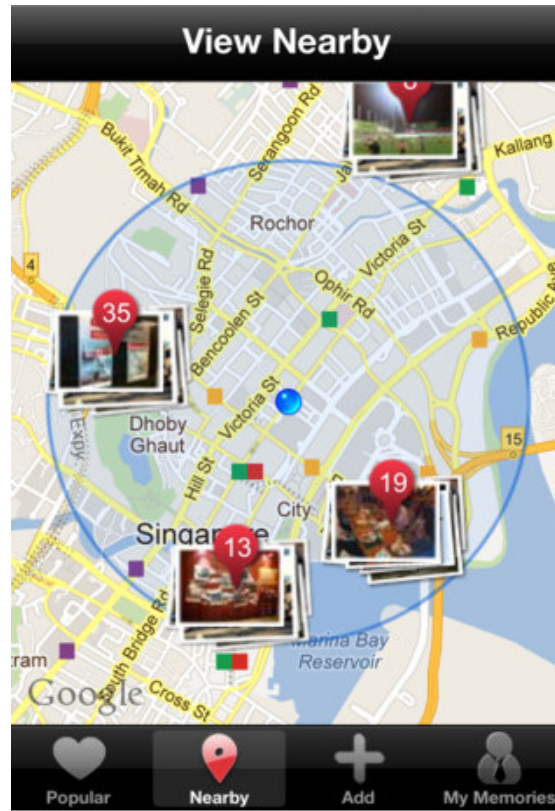 View Nearby
Serangoon Rd
Bukit Timah Rd
Kallang
Rochor
Victoria St
4
Selegie Rd
Ophir Rd
Republic
35
Bencoolen St
Victoria St
Dhoby
Ghaut
Expy
Hill St
15
19
City
Singapore
13
South Bridge Rd
Marina Bay
Reservoir
Cross St
Google
Popular
Nearby
Add
My Memories